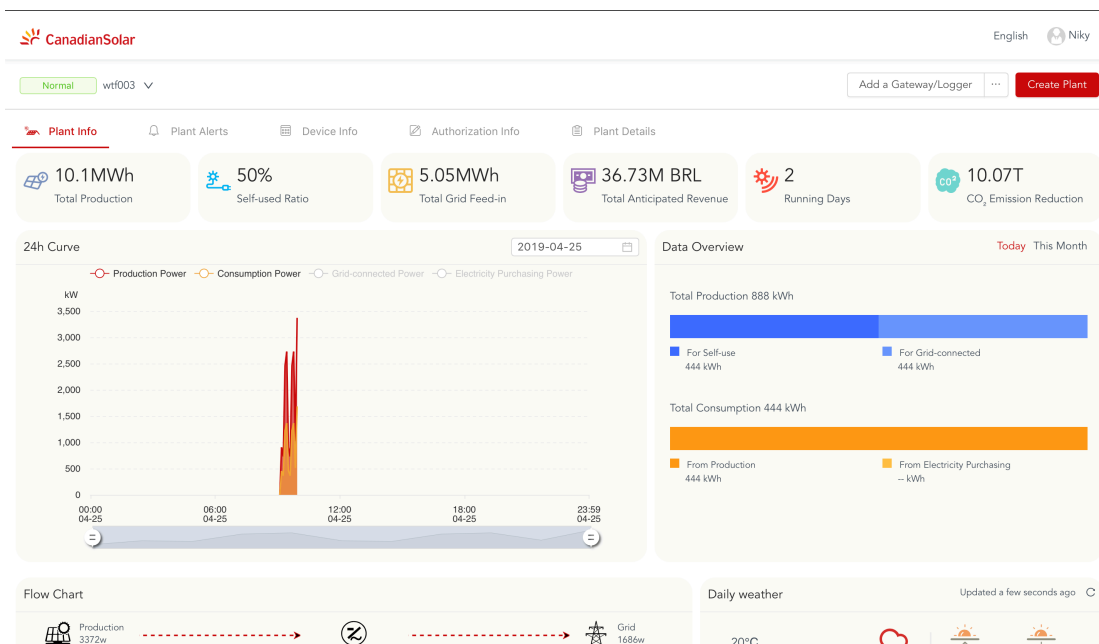 CanadianSolar
English
Niky
Normal
wtf003
Add a Gateway/Logger
...
Create Plant
Plant Info
Plant Alerts
Device Info
Authorization Info
Plant Details
10.1MWh
Total Production
50%
Self-used Ratio
5.05MWh
Total Grid Feed-in
36.73M BRL
Total Anticipated Revenue
2
Running Days
CO²
10.07T
CO₂ Emission Reduction
24h Curve
2019-04-25
Production Power
Consumption Power
Grid-connected Power
Electricity Purchasing Power
kW
3,500
3,000
2,500
2,000
1,500
1,000
500
0
00:00
04-25
06:00
04-25
12:00
04-25
18:00
04-25
23:59
04-25
Data Overview
Today
This Month
Total Production 888 kWh
For Self-use
444 kWh
For Grid-connected
444 kWh
Total Consumption 444 kWh
From Production
444 kWh
From Electricity Purchasing
-- kWh
Flow Chart
Production
3372w
Grid
1686w
Daily weather
Updated a few seconds ago
20°C